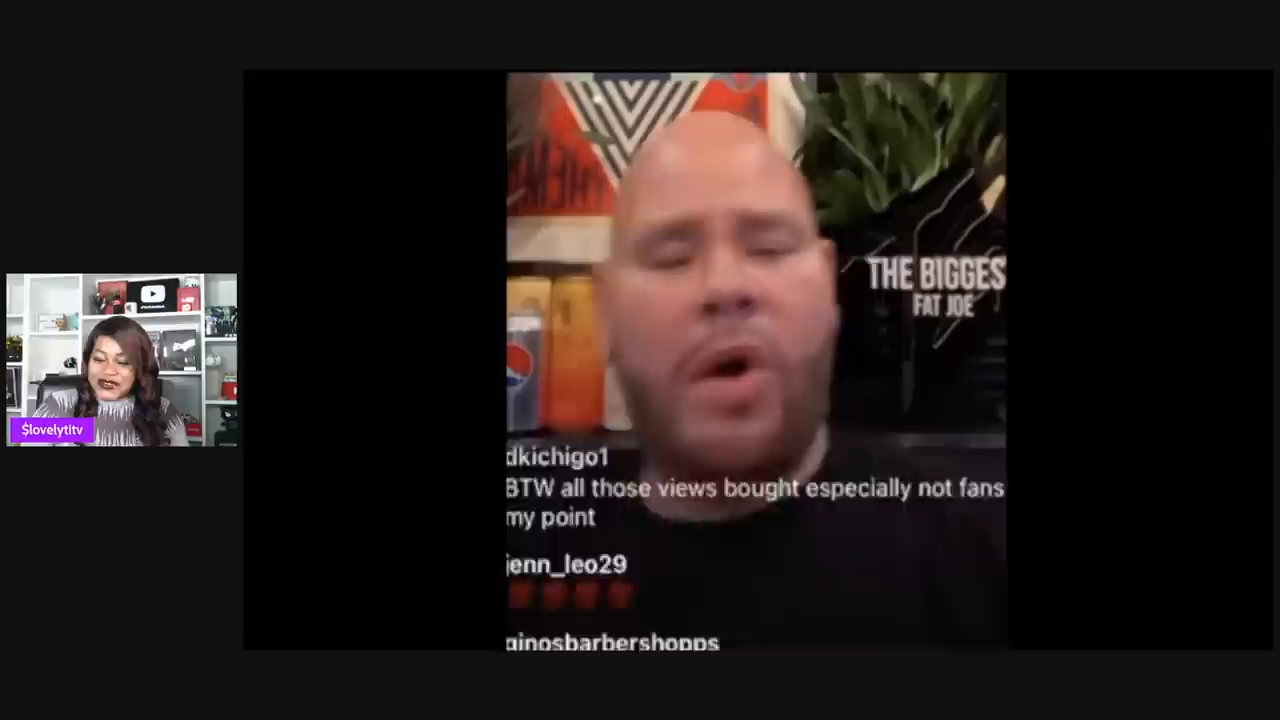 THE BIGGES
FAT JOE
$lovelytitv
dkichigo1
BTW all those views bought especially not fans
my point
jenn_leo29
ginosbarbershopps